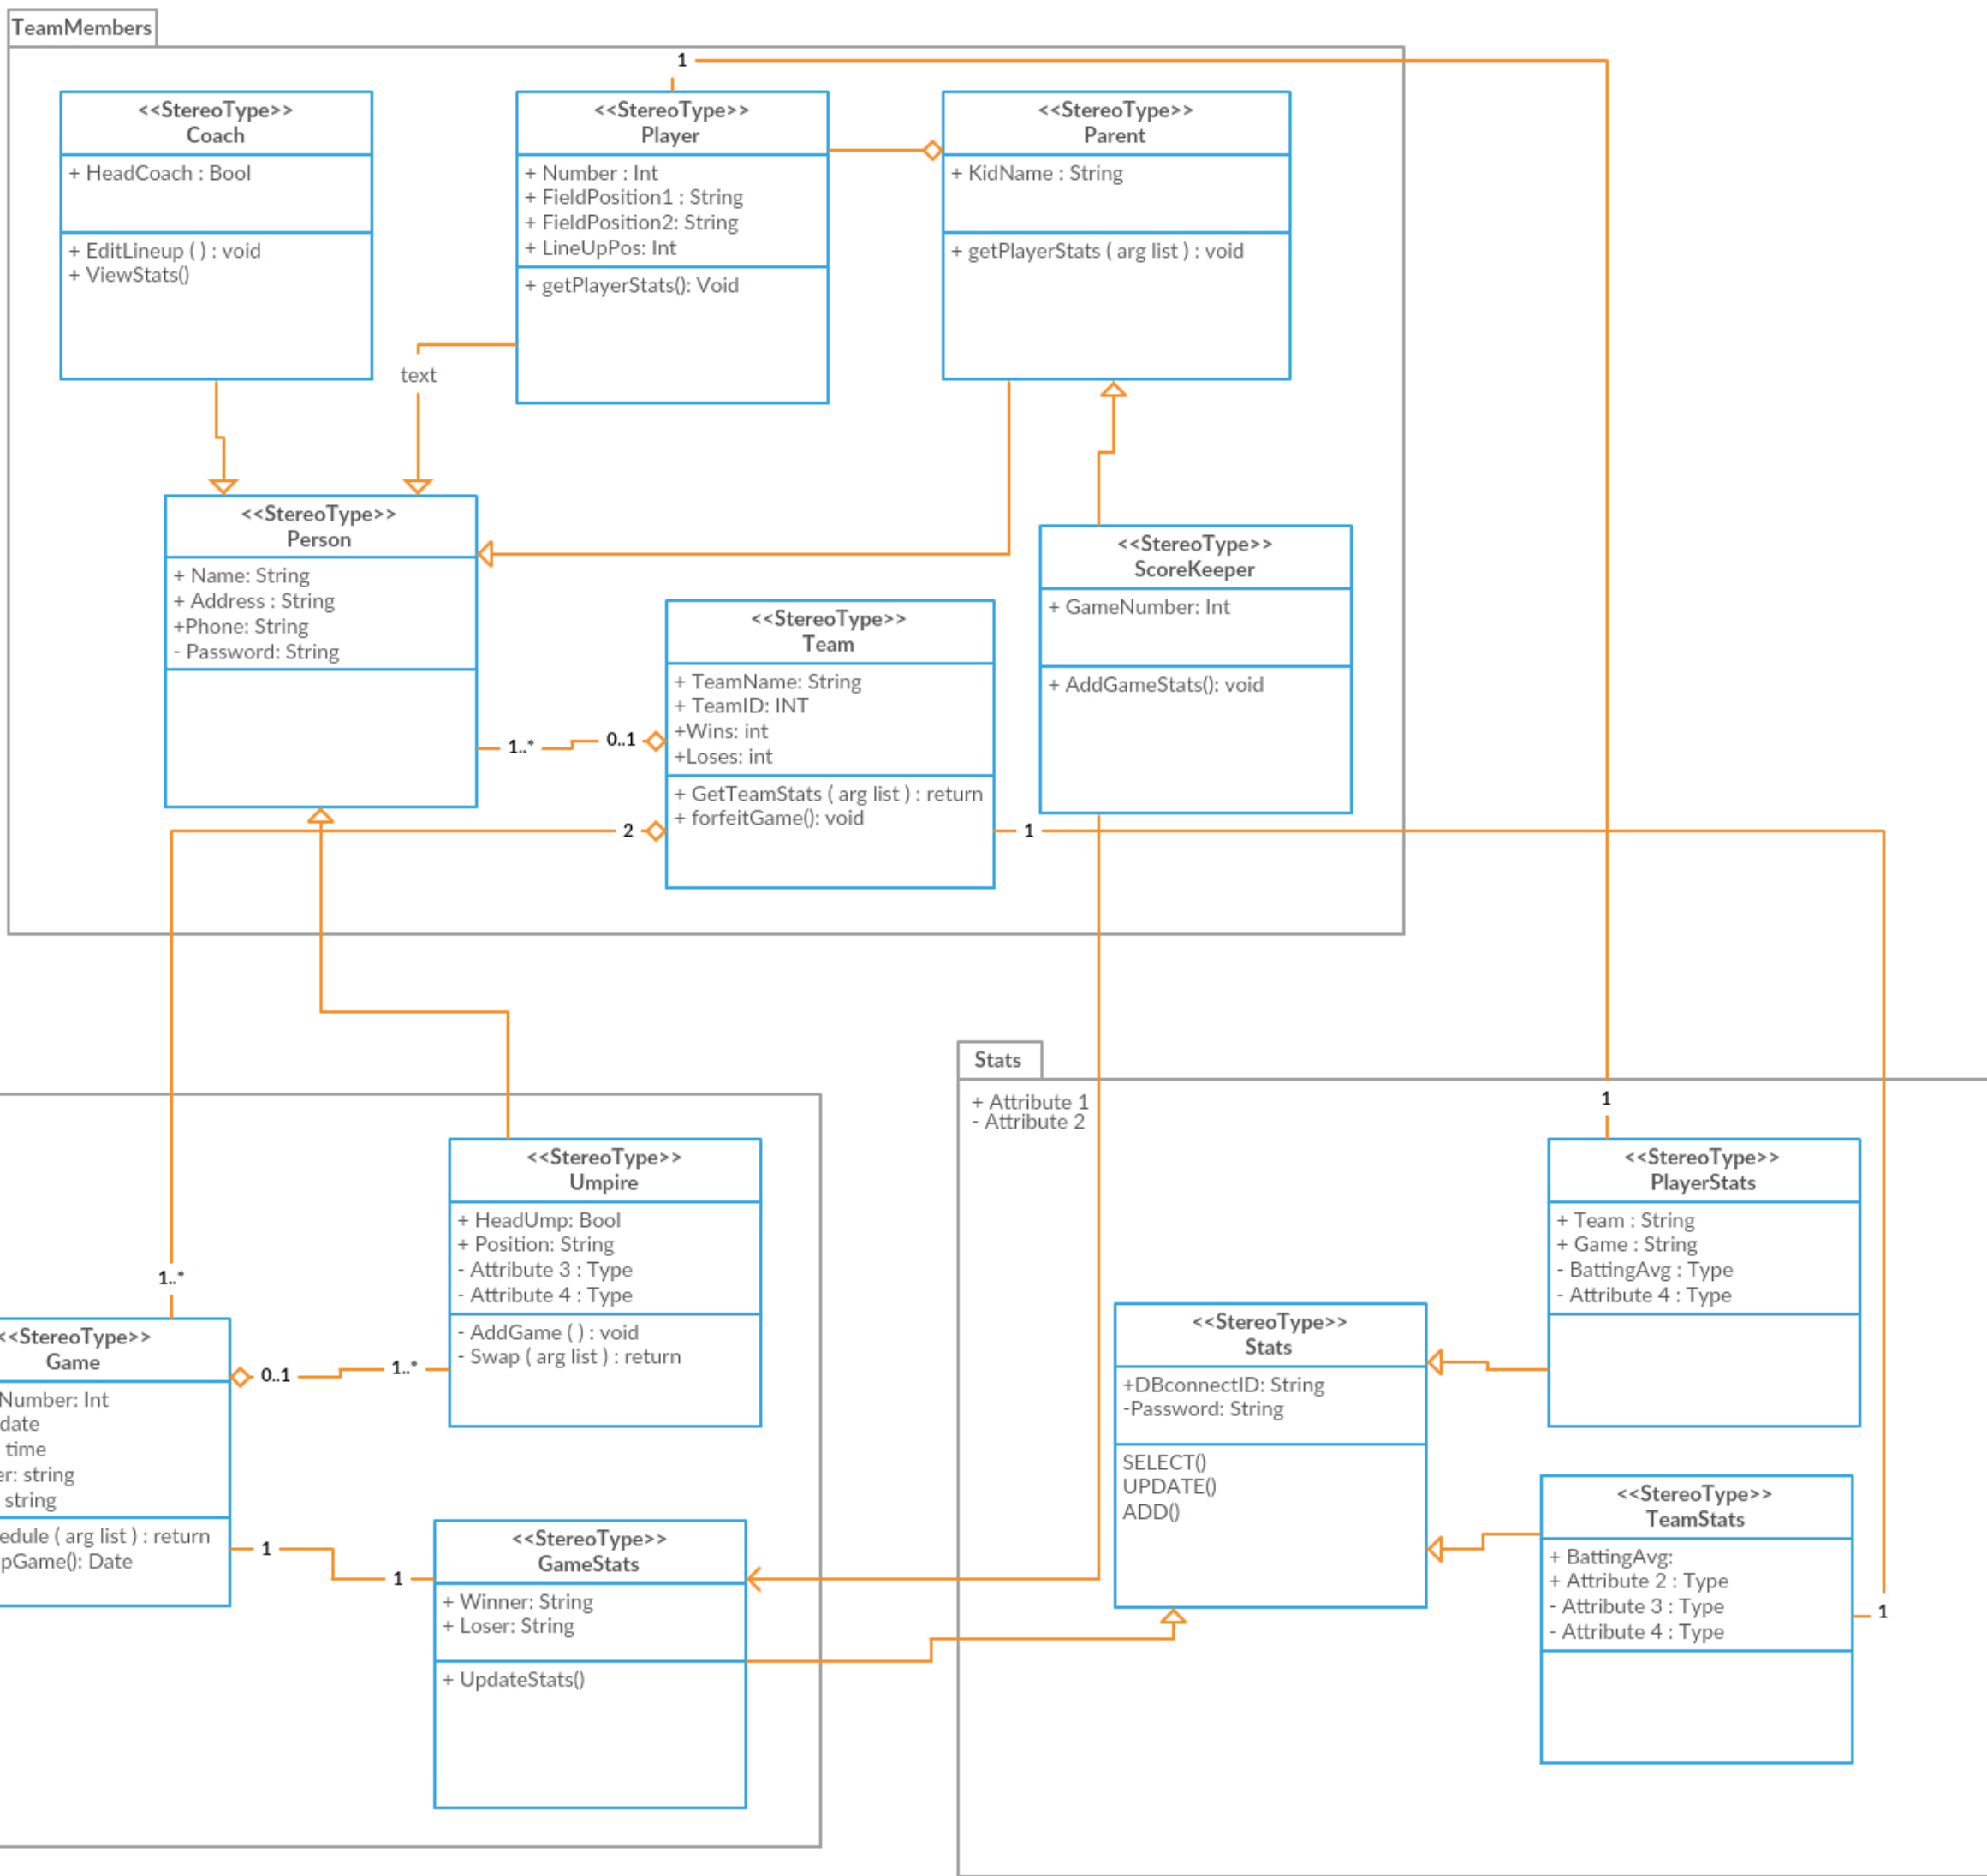 TeamMembers
1
<<StereoType>>
Coach
+ HeadCoach : Bool
+ EditLineup ( ) : void
+ ViewStats()
<<StereoType>>
Player
+ Number : Int
+ FieldPosition1 : String
+ FieldPosition2: String
+ LineUpPos: Int
+ getPlayerStats(): Void
<<StereoType>>
Parent
+ KidName : String
+ getPlayerStats ( arg list ) : void
text
<<StereoType>>
Person
+ Name: String
+ Address : String
+Phone: String
- Password: String
<<StereoType>>
ScoreKeeper
+ GameNumber: Int
+ AddGameStats(): void
<<StereoType>>
Team
+ TeamName: String
+ TeamID: INT
+Wins: int
+Loses: int
+ GetTeamStats ( arg list ) : return
+ forfeitGame(): void
1..*
0..1
2
1
Stats
+ Attribute 1
- Attribute 2
1
<<StereoType>>
Umpire
+ HeadUmp: Bool
+ Position: String
- Attribute 3 : Type
- Attribute 4 : Type
- AddGame ( ) : void
- Swap ( arg list ) : return
<<StereoType>>
PlayerStats
+ Team : String
+ Game : String
- BattingAvg : Type
- Attribute 4 : Type
1..*
<<StereoType>>
Game
Number: Int
date
time
er: string
string
edule ( arg list ) : return
pGame(): Date
0..1
1..*
<<StereoType>>
Stats
+DBconnectID: String
-Password: String
SELECT()
UPDATE()
ADD()
<<StereoType>>
TeamStats
+ BattingAvg:
+ Attribute 2 : Type
- Attribute 3 : Type
- Attribute 4 : Type
1
1
1
<<StereoType>>
GameStats
+ Winner: String
+ Loser: String
+ UpdateStats()